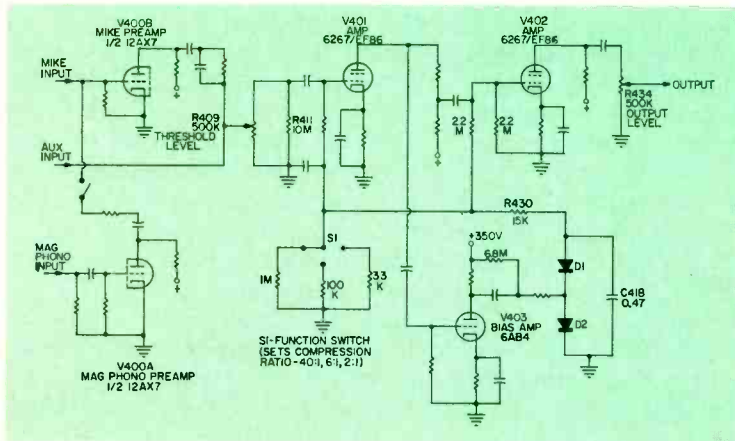 V400B
MIKE PREAMP
1/2 12AX7
MIKE
INPUT
R409
500K
THRESHOLD
LEVEL
AUX INPUT
R411
10M
V401
AMP
6267/EF86
V402
AMP
6267/EF86
2.2
M
2.2
M
OUTPUT
R434
500K
OUTPUT
LEVEL
R430
15K
+350V
6.8M
D1
D2
C418
0.47
S1
1M
100
K
33
K
V403
BIAS AMP
6AB4
MAG
PHONO
INPUT
S1-FUNCTION SWITCH
(SETS COMPRESSION
RATIO-40:1, 6:1, 2:1)
V400A
MAG PHONO PREAMP
1/2 12AX7